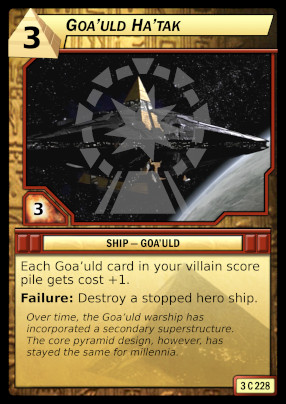 3
GOA'ULD HA'TAK
3
SHIP — GOA'ULD
Each Goa'uld card in your villain score
pile gets cost +1.
Failure: Destroy a stopped hero ship.
Over time, the Goa'uld warship has
incorporated a secondary superstructure.
The core pyramid design, however, has
stayed the same for millennia.
3 C 228